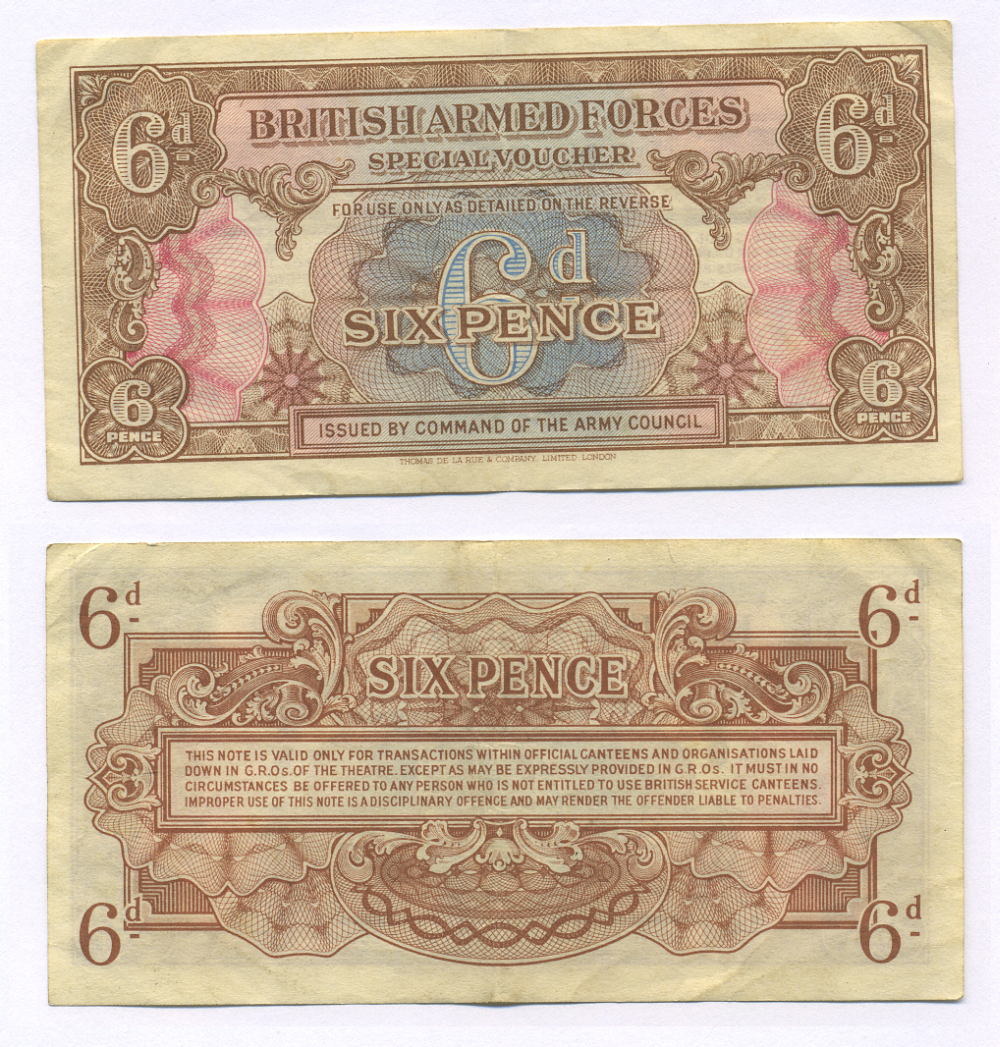 6d
6d
BRITISH ARMED FORCES
SPECIAL VOUCHER
FOR USE ONLY AS DETAILED ON THE REVERSE
6d
SIX PENCE
6
PENCE
6
PENCE
ISSUED BY COMMAND OF THE ARMY COUNCIL
THOMAS DE LA RUE & COMPANY, LIMITED LONDON
6d
6d
SIX PENCE
THIS NOTE IS VALID ONLY FOR TRANSACTIONS WITHIN OFFICIAL CANTEENS AND ORGANISATIONS LAID
DOWN IN G.R.Os. OF THE THEATRE. EXCEPT AS MAY BE EXPRESSLY PROVIDED IN G.R.Os. IT MUST IN NO
CIRCUMSTANCES BE OFFERED TO ANY PERSON WHO IS NOT ENTITLED TO USE BRITISH SERVICE CANTEENS.
IMPROPER USE OF THIS NOTE IS A DISCIPLINARY OFFENCE AND MAY RENDER THE OFFENDER LIABLE TO PENALTIES.
6d
6d